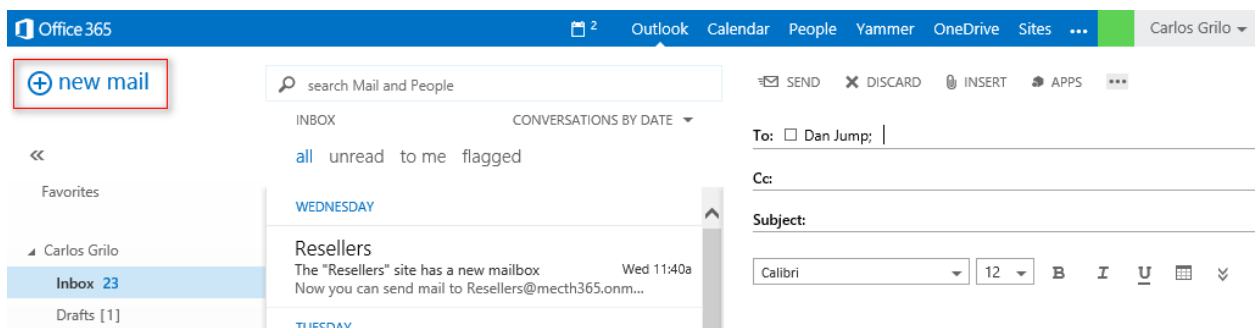 Office 365
2 Outlook Calendar People Yammer OneDrive Sites ••• Carlos Grilo
new mail
search Mail and People
INBOX CONVERSATIONS BY DATE
all unread to me flagged
Favorites
Carlos Grilo
Inbox 23
Drafts [1]
WEDNESDAY
Resellers
The "Resellers" site has a new mailbox Wed 11:40a
Now you can send mail to Resellers@mecth365.onm...
TUESDAY
SEND DISCARD INSERT APPS •••
To: Dan Jump;
Cc:
Subject:
Calibri 12 B I U